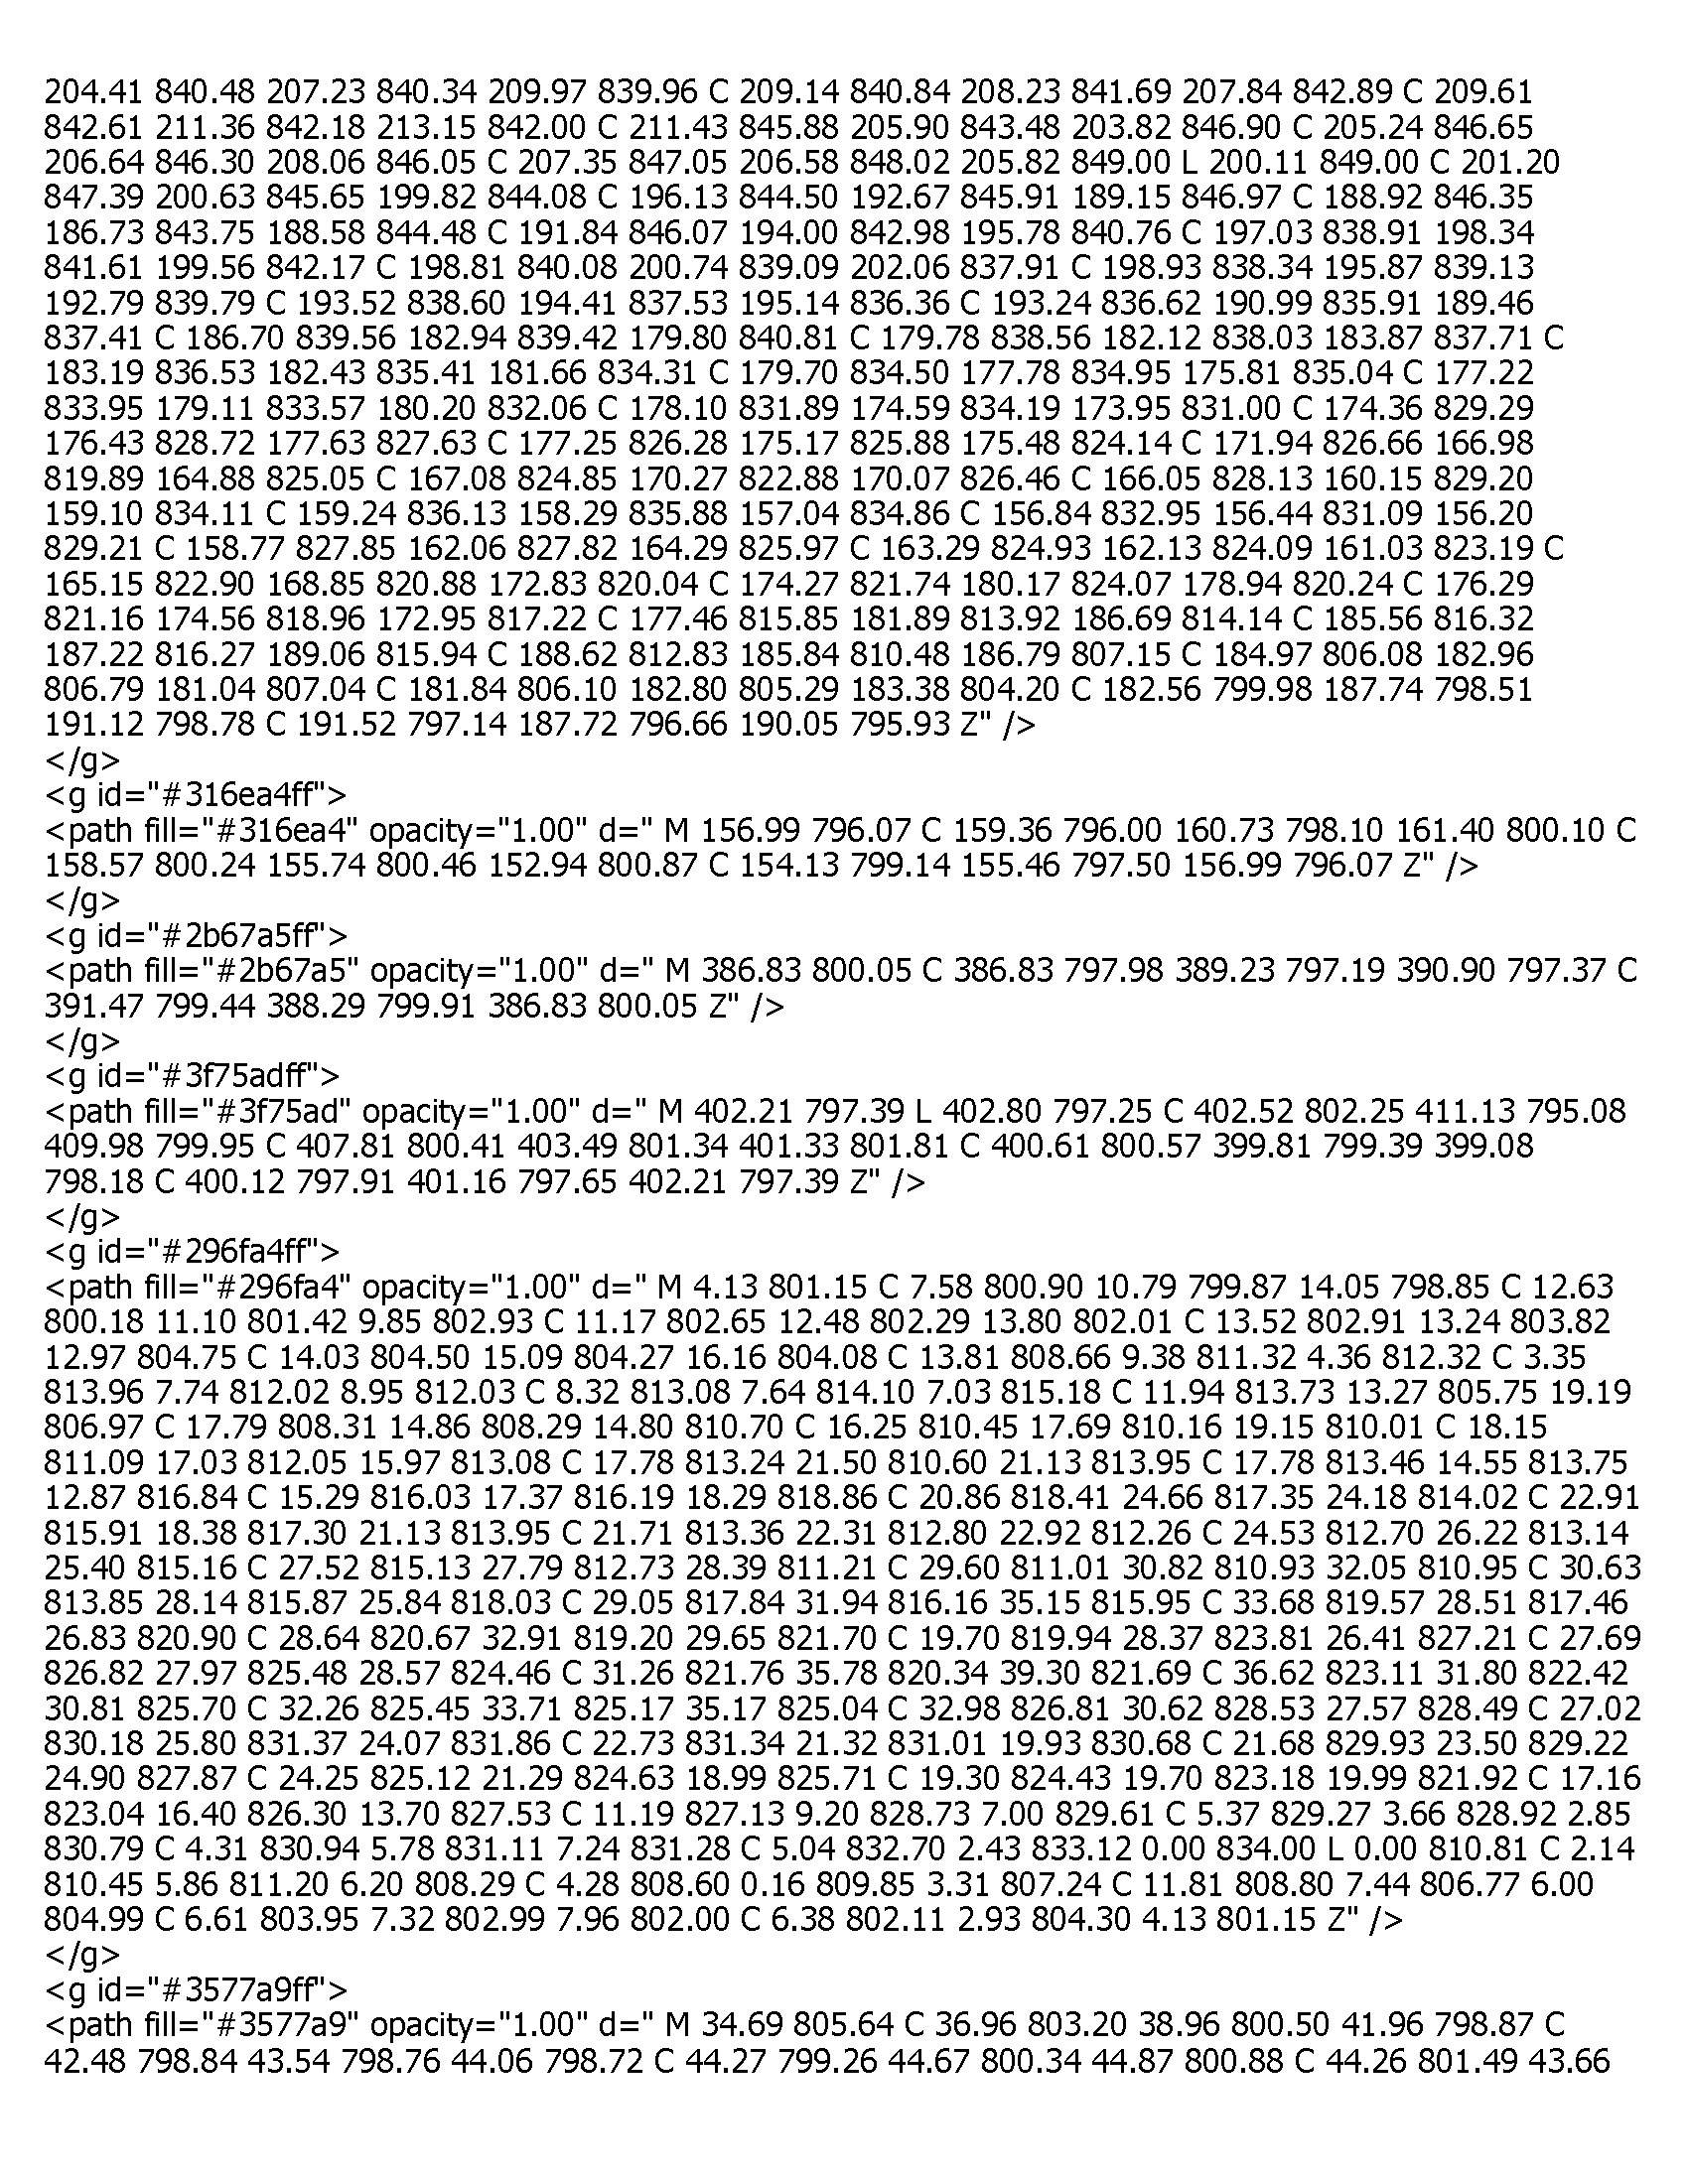 204.41 840.48 207.23 840.34 209.97 839.96 C 209.14 840.84 208.23 841.69 207.84 842.89 C 209.61
842.61 211.36 842.18 213.15 842.00 C 211.43 845.88 205.90 843.48 203.82 846.90 C 205.24 846.65
206.64 846.30 208.06 846.05 C 207.35 847.05 206.58 848.02 205.82 849.00 L 200.11 849.00 C 201.20
847.39 200.63 845.65 199.82 844.08 C 196.13 844.50 192.67 845.91 189.15 846.97 C 188.92 846.35
186.73 843.75 188.58 844.48 C 191.84 846.07 194.00 842.98 195.78 840.76 C 197.03 838.91 198.34
841.61 199.56 842.17 C 198.81 840.08 200.74 839.09 202.06 837.91 C 198.93 838.34 195.87 839.13
192.79 839.79 C 193.52 838.60 194.41 837.53 195.14 836.36 C 193.24 836.62 190.99 835.91 189.46
837.41 C 186.70 839.56 182.94 839.42 179.80 840.81 C 179.78 838.56 182.12 838.03 183.87 837.71 C
183.19 836.53 182.43 835.41 181.66 834.31 C 179.70 834.50 177.78 834.95 175.81 835.04 C 177.22
833.95 179.11 833.57 180.20 832.06 C 178.10 831.89 174.59 834.19 173.95 831.00 C 174.36 829.29
176.43 828.72 177.63 827.63 C 177.25 826.28 175.17 825.88 175.48 824.14 C 171.94 826.66 166.98
819.89 164.88 825.05 C 167.08 824.85 170.27 822.88 170.07 826.46 C 166.05 828.13 160.15 829.20
159.10 834.11 C 159.24 836.13 158.29 835.88 157.04 834.86 C 156.84 832.95 156.44 831.09 156.20
829.21 C 158.77 827.85 162.06 827.82 164.29 825.97 C 163.29 824.93 162.13 824.09 161.03 823.19 C
165.15 822.90 168.85 820.88 172.83 820.04 C 174.27 821.74 180.17 824.07 178.94 820.24 C 176.29
821.16 174.56 818.96 172.95 817.22 C 177.46 815.85 181.89 813.92 186.69 814.14 C 185.56 816.32
187.22 816.27 189.06 815.94 C 188.62 812.83 185.84 810.48 186.79 807.15 C 184.97 806.08 182.96
806.79 181.04 807.04 C 181.84 806.10 182.80 805.29 183.38 804.20 C 182.56 799.98 187.74 798.51
191.12 798.78 C 191.52 797.14 187.72 796.66 190.05 795.93 Z" />
</g>
<g id="#316ea4ff">
<path fill="#316ea4" opacity="1.00" d=" M 156.99 796.07 C 159.36 796.00 160.73 798.10 161.40 800.10 C
158.57 800.24 155.74 800.46 152.94 800.87 C 154.13 799.14 155.46 797.50 156.99 796.07 Z" />
</g>
<g id="#2b67a5ff">
<path fill="#2b67a5" opacity="1.00" d=" M 386.83 800.05 C 386.83 797.98 389.23 797.19 390.90 797.37 C
391.47 799.44 388.29 799.91 386.83 800.05 Z" />
</g>
<g id="#3f75adff">
<path fill="#3f75ad" opacity="1.00" d=" M 402.21 797.39 L 402.80 797.25 C 402.52 802.25 411.13 795.08
409.98 799.95 C 407.81 800.41 403.49 801.34 401.33 801.81 C 400.61 800.57 399.81 799.39 399.08
798.18 C 400.12 797.91 401.16 797.65 402.21 797.39 Z" />
</g>
<g id="#296fa4ff">
<path fill="#296fa4" opacity="1.00" d=" M 4.13 801.15 C 7.58 800.90 10.79 799.87 14.05 798.85 C 12.63
800.18 11.10 801.42 9.85 802.93 C 11.17 802.65 12.48 802.29 13.80 802.01 C 13.52 802.91 13.24 803.82
12.97 804.75 C 14.03 804.50 15.09 804.27 16.16 804.08 C 13.81 808.66 9.38 811.32 4.36 812.32 C 3.35
813.96 7.74 812.02 8.95 812.03 C 8.32 813.08 7.64 814.10 7.03 815.18 C 11.94 813.73 13.27 805.75 19.19
806.97 C 17.79 808.31 14.86 808.29 14.80 810.70 C 16.25 810.45 17.69 810.16 19.15 810.01 C 18.15
811.09 17.03 812.05 15.97 813.08 C 17.78 813.24 21.50 810.60 21.13 813.95 C 17.78 813.46 14.55 813.75
12.87 816.84 C 15.29 816.03 17.37 816.19 18.29 818.86 C 20.86 818.41 24.66 817.35 24.18 814.02 C 22.91
815.91 18.38 817.30 21.13 813.95 C 21.71 813.36 22.31 812.80 22.92 812.26 C 24.53 812.70 26.22 813.14
25.40 815.16 C 27.52 815.13 27.79 812.73 28.39 811.21 C 29.60 811.01 30.82 810.93 32.05 810.95 C 30.63
813.85 28.14 815.87 25.84 818.03 C 29.05 817.84 31.94 816.16 35.15 815.95 C 33.68 819.57 28.51 817.46
26.83 820.90 C 28.64 820.67 32.91 819.20 29.65 821.70 C 19.70 819.94 28.37 823.81 26.41 827.21 C 27.69
826.82 27.97 825.48 28.57 824.46 C 31.26 821.76 35.78 820.34 39.30 821.69 C 36.62 823.11 31.80 822.42
30.81 825.70 C 32.26 825.45 33.71 825.17 35.17 825.04 C 32.98 826.81 30.62 828.53 27.57 828.49 C 27.02
830.18 25.80 831.37 24.07 831.86 C 22.73 831.34 21.32 831.01 19.93 830.68 C 21.68 829.93 23.50 829.22
24.90 827.87 C 24.25 825.12 21.29 824.63 18.99 825.71 C 19.30 824.43 19.70 823.18 19.99 821.92 C 17.16
823.04 16.40 826.30 13.70 827.53 C 11.19 827.13 9.20 828.73 7.00 829.61 C 5.37 829.27 3.66 828.92 2.85
830.79 C 4.31 830.94 5.78 831.11 7.24 831.28 C 5.04 832.70 2.43 833.12 0.00 834.00 L 0.00 810.81 C 2.14
810.45 5.86 811.20 6.20 808.29 C 4.28 808.60 0.16 809.85 3.31 807.24 C 11.81 808.80 7.44 806.77 6.00
804.99 C 6.61 803.95 7.32 802.99 7.96 802.00 C 6.38 802.11 2.93 804.30 4.13 801.15 Z" />
</g>
<g id="#3577a9ff">
<path fill="#3577a9" opacity="1.00" d=" M 34.69 805.64 C 36.96 803.20 38.96 800.50 41.96 798.87 C
42.48 798.84 43.54 798.76 44.06 798.72 C 44.27 799.26 44.67 800.34 44.87 800.88 C 44.26 801.49 43.66